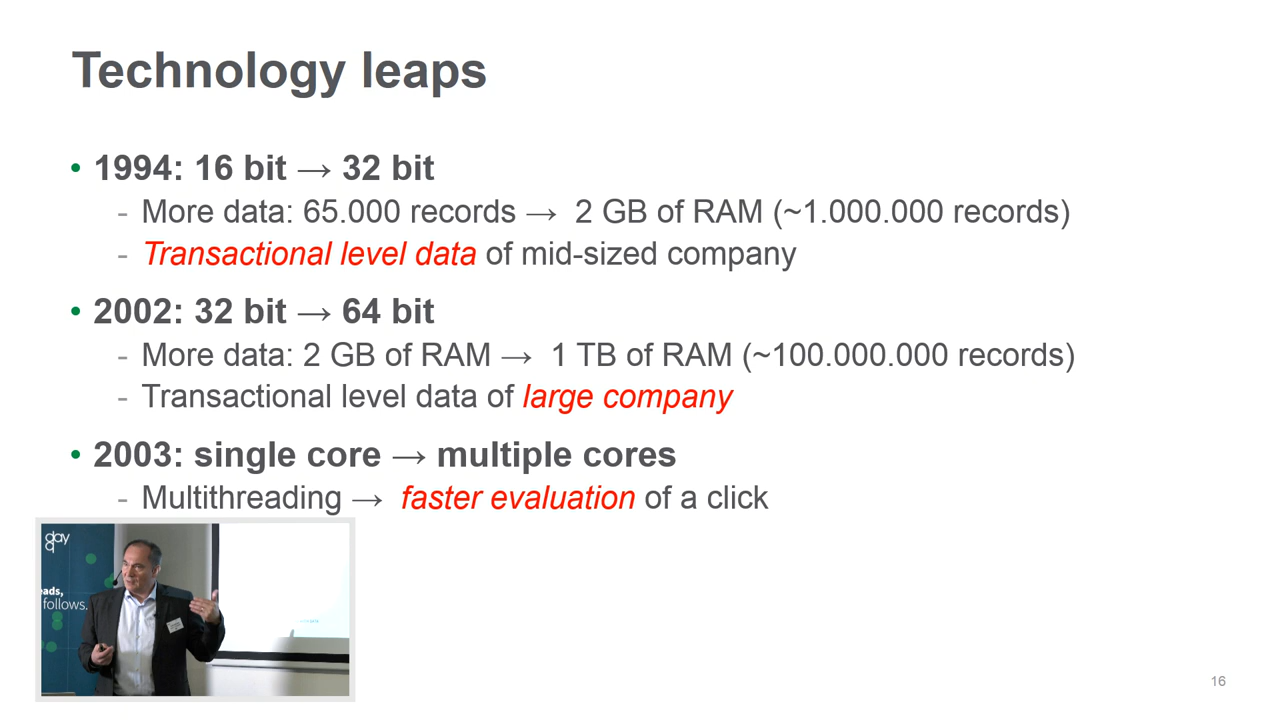 Technology leaps
• 1994: 16 bit → 32 bit
- More data: 65.000 records → 2 GB of RAM (~1.000.000 records)
- Transactional level data of mid-sized company
• 2002: 32 bit → 64 bit
- More data: 2 GB of RAM → 1 TB of RAM (~100.000.000 records)
- Transactional level data of large company
• 2003: single core → multiple cores
- Multithreading → faster evaluation of a click
day
q
eads,
follows.
16